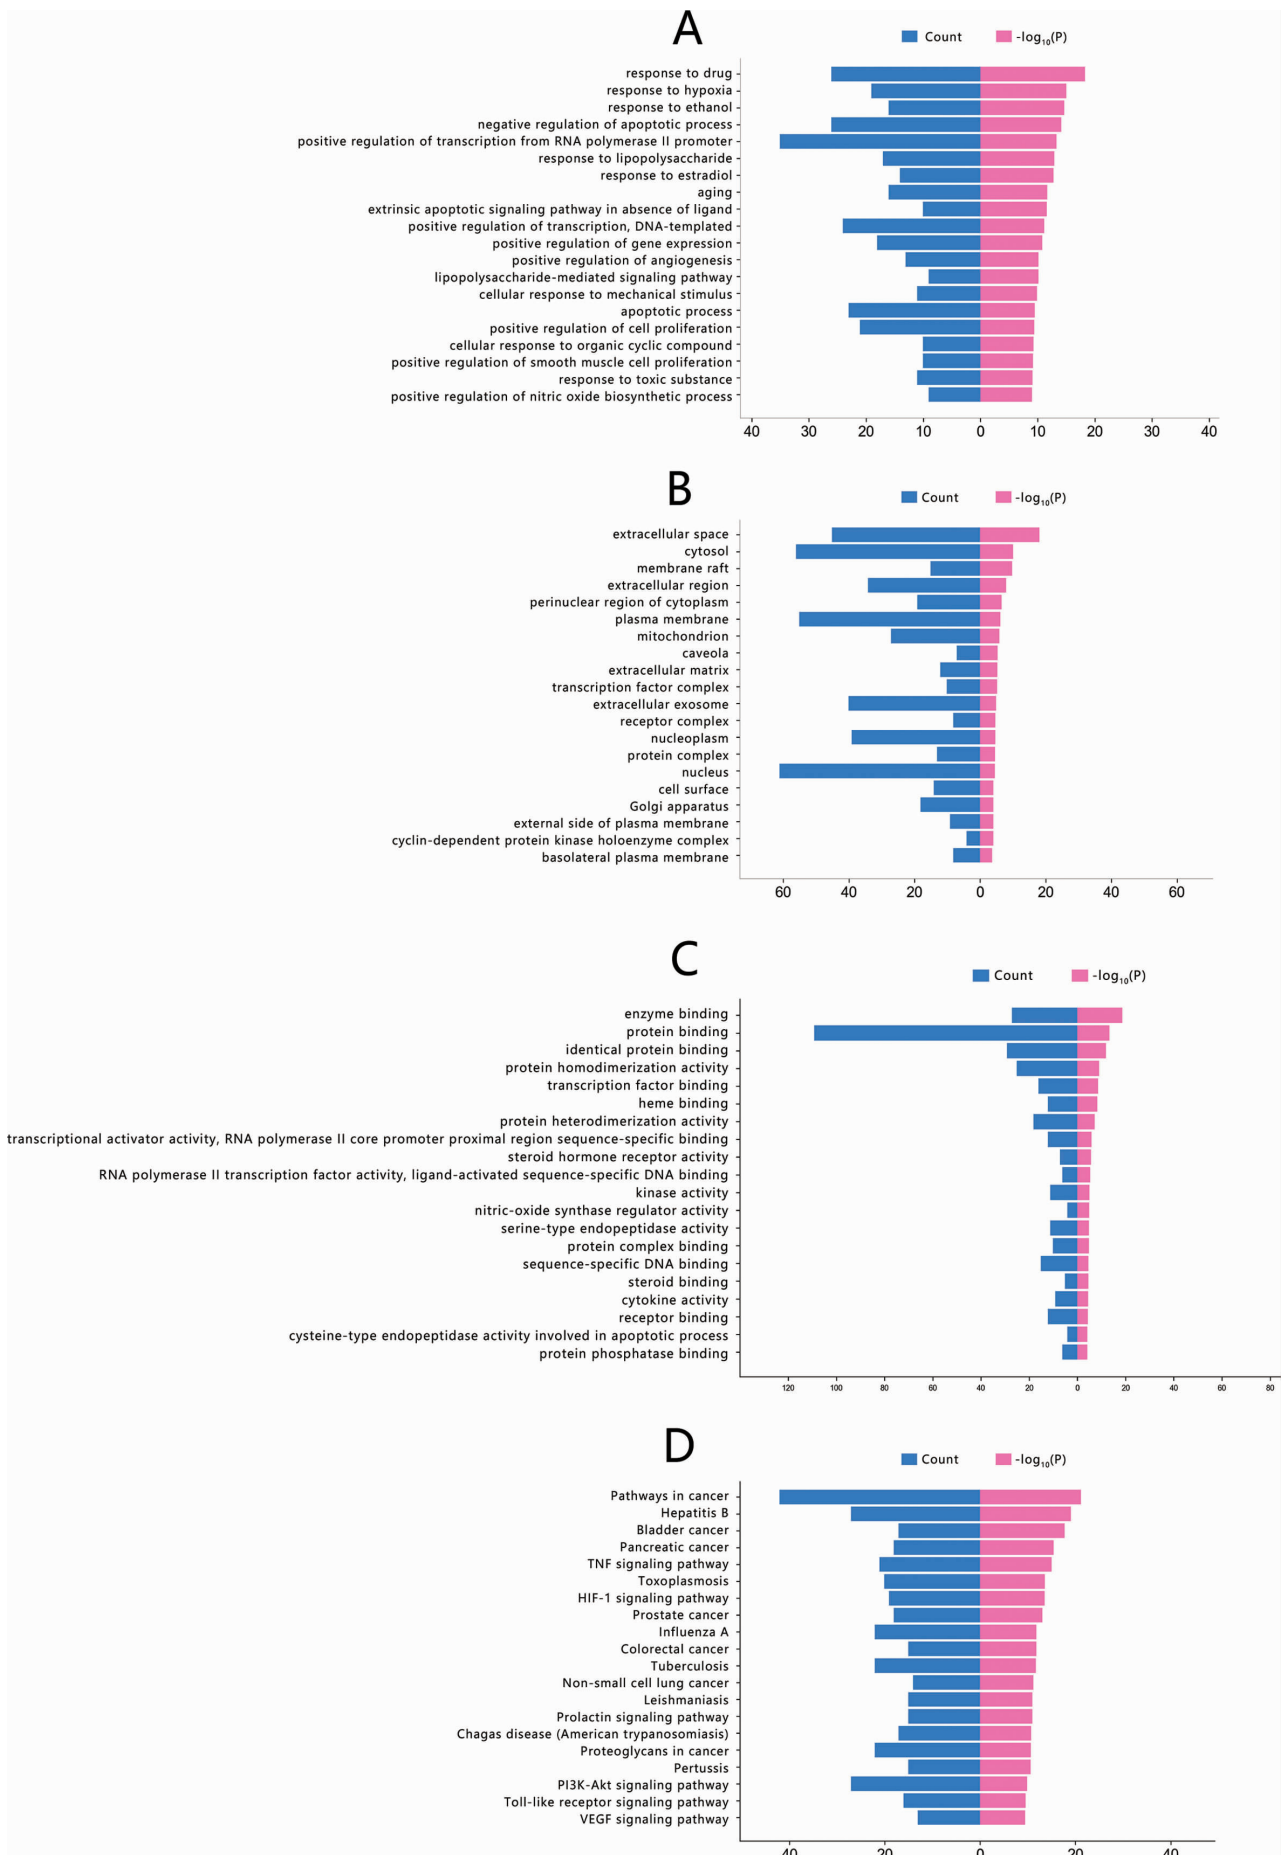 A
Count -log₁₀(P)
response to drug
response to hypoxia
response to ethanol
negative regulation of apoptotic process
positive regulation of transcription from RNA polymerase II promoter
response to lipopolysaccharide
response to estradiol
aging
extrinsic apoptotic signaling pathway in absence of ligand
positive regulation of transcription, DNA-templated
positive regulation of gene expression
positive regulation of angiogenesis
lipopolysaccharide-mediated signaling pathway
cellular response to mechanical stimulus
apoptotic process
positive regulation of cell proliferation
cellular response to organic cyclic compound
positive regulation of smooth muscle cell proliferation
response to toxic substance
positive regulation of nitric oxide biosynthetic process
40 30 20 10 0 10 20 30 40
B
Count -log₁₀(P)
extracellular space
cytosol
membrane raft
extracellular region
perinuclear region of cytoplasm
plasma membrane
mitochondrion
caveola
extracellular matrix
transcription factor complex
extracellular exosome
receptor complex
nucleoplasm
protein complex
nucleus
cell surface
Golgi apparatus
external side of plasma membrane
cyclin-dependent protein kinase holoenzyme complex
basolateral plasma membrane
60 40 20 0 20 40 60
C
Count -log₁₀(P)
enzyme binding
protein binding
identical protein binding
protein homodimerization activity
transcription factor binding
heme binding
protein heterodimerization activity
transcriptional activator activity, RNA polymerase II core promoter proximal region sequence-specific binding
steroid hormone receptor activity
RNA polymerase II transcription factor activity, ligand-activated sequence-specific DNA binding
kinase activity
nitric-oxide synthase regulator activity
serine-type endopeptidase activity
protein complex binding
sequence-specific DNA binding
steroid binding
cytokine activity
receptor binding
cysteine-type endopeptidase activity involved in apoptotic process
protein phosphatase binding
120 100 80 60 40 20 0 20 40 60 80
D
Count -log₁₀(P)
Pathways in cancer
Hepatitis B
Bladder cancer
Pancreatic cancer
TNF signaling pathway
Toxoplasmosis
HIF-1 signaling pathway
Prostate cancer
Influenza A
Colorectal cancer
Tuberculosis
Non-small cell lung cancer
Leishmaniasis
Prolactin signaling pathway
Chagas disease (American trypanosomiasis)
Proteoglycans in cancer
Pertussis
PI3K-Akt signaling pathway
Toll-like receptor signaling pathway
VEGF signaling pathway
40 20 0 20 40